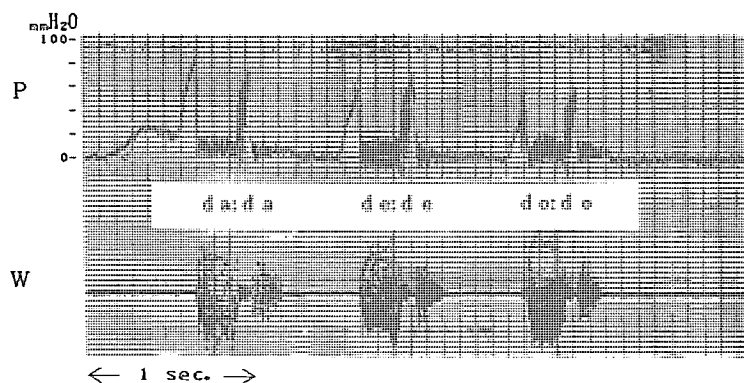 mmH2O
100-
P
0-
da:da de:de do:do
W
← 1 sec. →